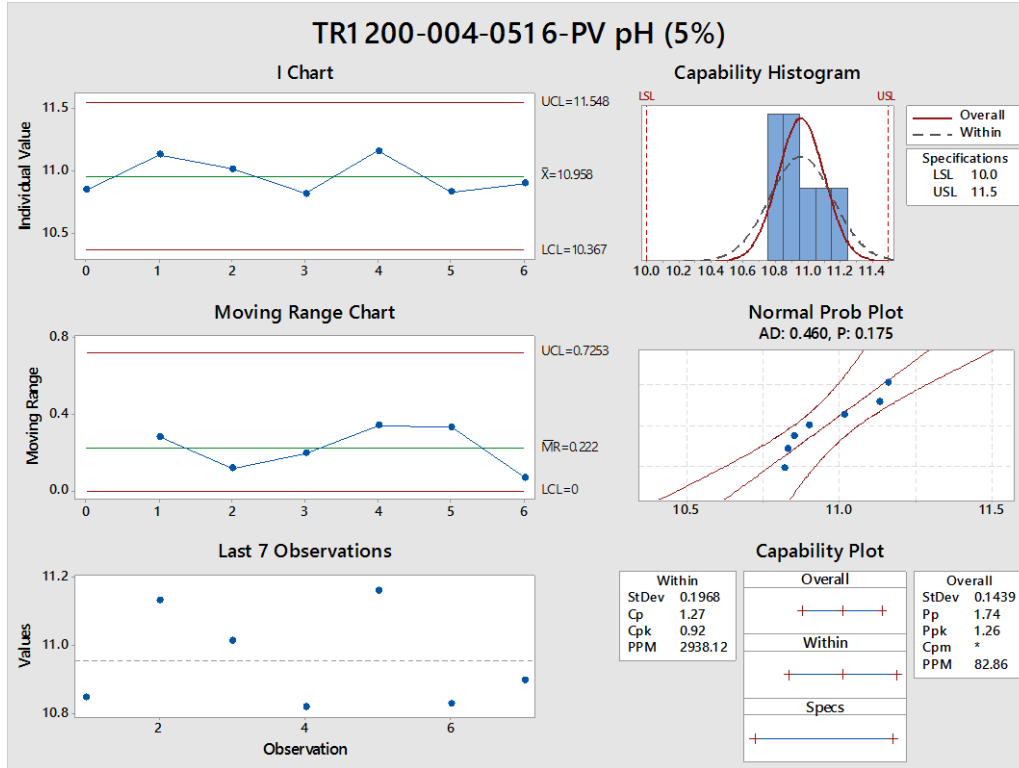 TR1200-004-0516-PV pH (5%)
I Chart
Individual Value
11.5
11.0
10.5
0 1 2 3 4 5 6
UCL=11.548
X̄=10.958
LCL=10.367
Capability Histogram
LSL USL
10.0 10.2 10.4 10.6 10.8 11.0 11.2 11.4
Overall
Within
Specifications
LSL 10.0
USL 11.5
Moving Range Chart
Moving Range
0.8
0.4
0.0
0 1 2 3 4 5 6
UCL=0.7253
M̅R̅=0.222
LCL=0
Normal Prob Plot
AD: 0.460, P: 0.175
10.5 11.0 11.5
Last 7 Observations
Values
11.2
11.0
10.8
2 4 6
Observation
Capability Plot
Within
StDev 0.1968
Cp 1.27
Cpk 0.92
PPM 2938.12
Overall
Within
Specs
Overall
StDev 0.1439
Pp 1.74
Ppk 1.26
Cpm *
PPM 82.86